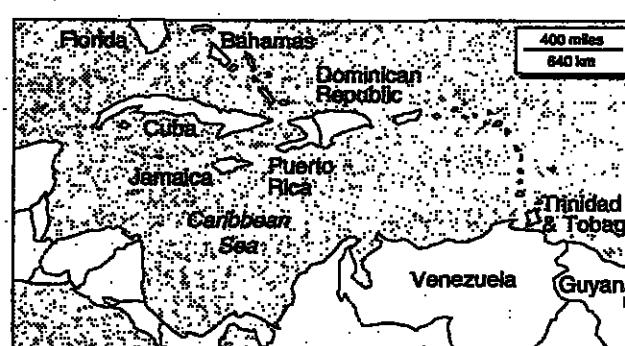 Florida
Bahamas
400 miles
640 km
Dominican
Republic
Cuba
Jamaica
Puerto
Rica
Caribbean
Sea
Trinidad
& Tobag
Venezuela
Guyan